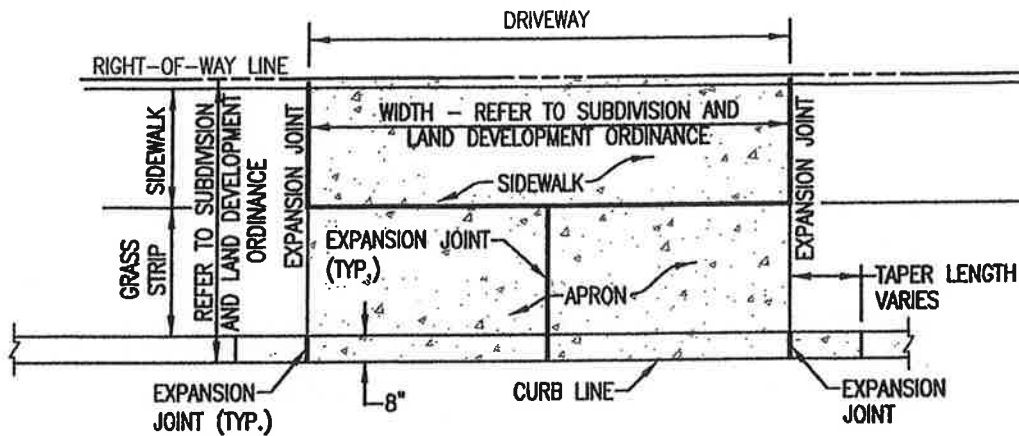 DRIVEWAY
RIGHT-OF-WAY LINE
SIDEWALK
GRASS
STRIP
REFER TO SUBDIVISION
AND LAND DEVELOPMENT
ORDINANCE
EXPANSION JOINT
WIDTH - REFER TO SUBDIVISION AND
LAND DEVELOPMENT ORDINANCE
SIDEWALK
EXPANSION JOINT
EXPANSION JOINT
(TYP.)
APRON
TAPER LENGTH
VARIES
EXPANSION
JOINT (TYP.)
8"
CURB LINE
EXPANSION
JOINT